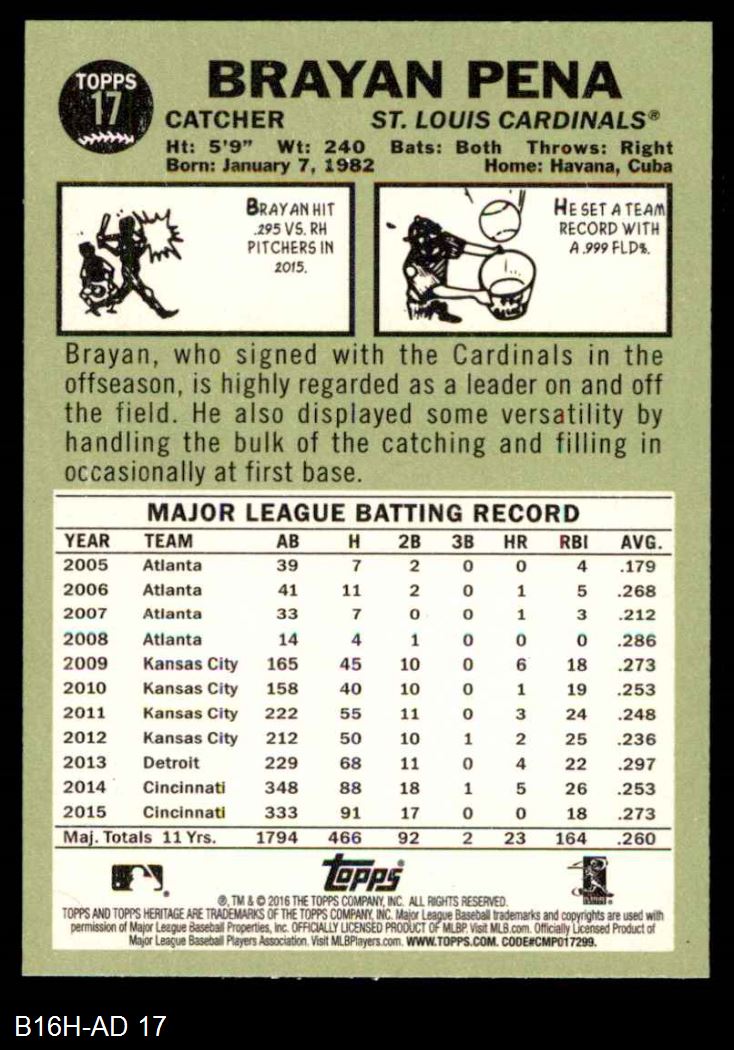 TOPPS
17
BRAYAN PENA
CATCHER ST. LOUIS CARDINALS®
Ht: 5'9" Wt: 240 Bats: Both Throws: Right
Born: January 7, 1982 Home: Havana, Cuba
BRAYAN HIT
.295 VS. RH
PITCHERS IN
2015.
HE SET A TEAM
RECORD WITH
A .999 FLD%.
Brayan, who signed with the Cardinals in the
offseason, is highly regarded as a leader on and off
the field. He also displayed some versatility by
handling the bulk of the catching and filling in
occasionally at first base.
MAJOR LEAGUE BATTING RECORD
YEAR TEAM AB H 2B 3B HR RBI AVG.
2005 Atlanta 39 7 2 0 0 4 .179
2006 Atlanta 41 11 2 0 1 5 .268
2007 Atlanta 33 7 0 0 1 3 .212
2008 Atlanta 14 4 1 0 0 0 .286
2009 Kansas City 165 45 10 0 6 18 .273
2010 Kansas City 158 40 10 0 1 19 .253
2011 Kansas City 222 55 11 0 3 24 .248
2012 Kansas City 212 50 10 1 2 25 .236
2013 Detroit 229 68 11 0 4 22 .297
2014 Cincinnati 348 88 18 1 5 26 .253
2015 Cincinnati 333 91 17 0 0 18 .273
Maj. Totals 11 Yrs. 1794 466 92 2 23 164 .260
topps®
®, TM & © 2016 THE TOPPS COMPANY, INC. ALL RIGHTS RESERVED.
TOPPS AND TOPPS HERITAGE ARE TRADEMARKS OF THE TOPPS COMPANY, INC. Major League Baseball trademarks and copyrights are used with
permission of Major League Baseball Properties, Inc. OFFICIALLY LICENSED PRODUCT OF MLBP. Visit MLB.com. Officially Licensed Product of
Major League Baseball Players Association. Visit MLBPlayers.com. WWW.TOPPS.COM. CODE#CMP017299.
B16H-AD 17